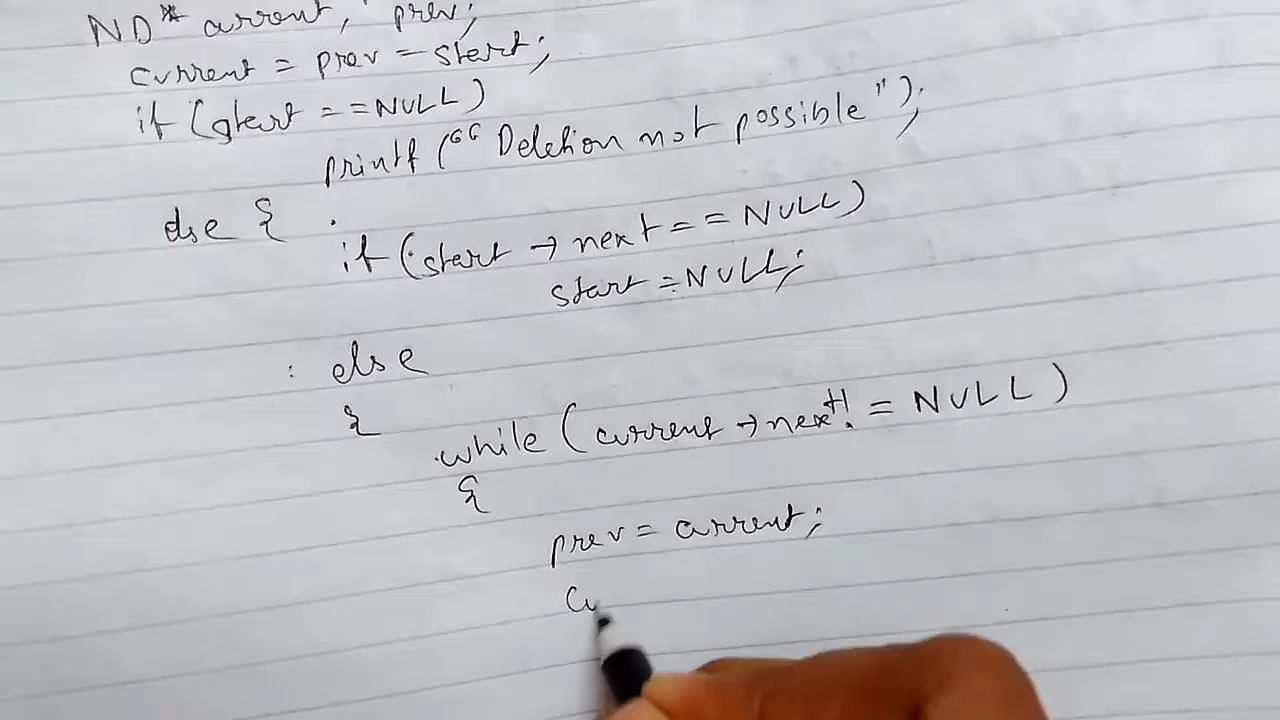 ND* current, *prev;
current = prev = start;
if (start == NULL)
printf ("Deletion not possible");
else {
if (start → next == NULL)
start = NULL;
else
{
while (current → next != NULL)
{
prev = current;
Cu